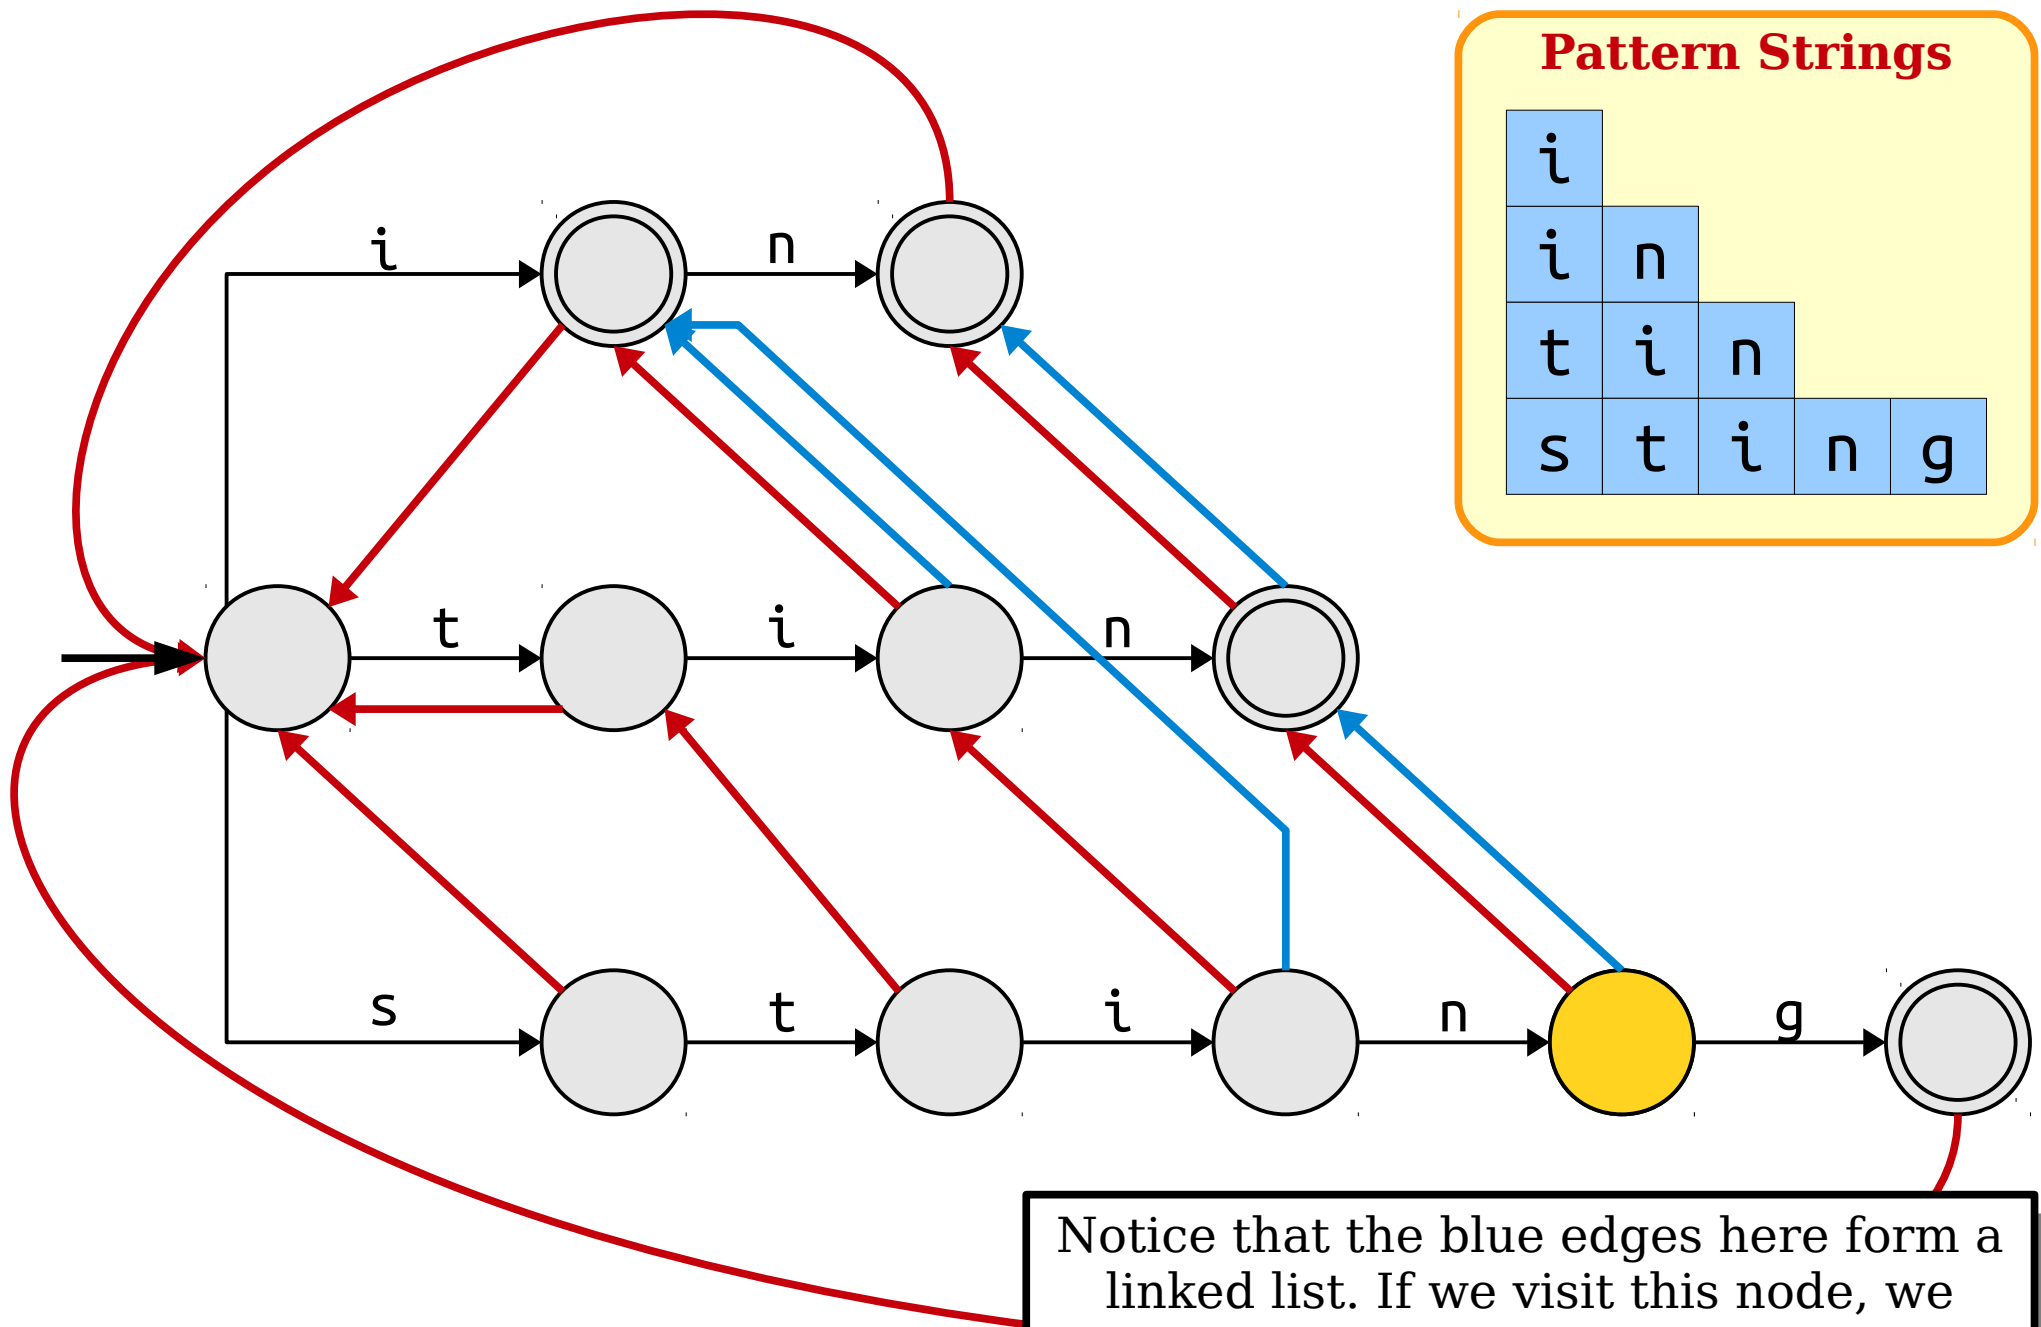 Pattern Strings
i
i n
t i n
s t i n g
i n
t i n
s t i n g
Notice that the blue edges here form a
linked list. If we visit this node, we